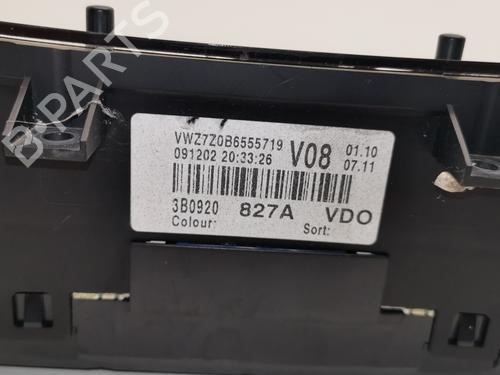 VWZ7Z0B6555719
091202 20:33:26
V08
01.10
07.11
3B0920 827A VDO
Colour: Sort:
B-PARTS